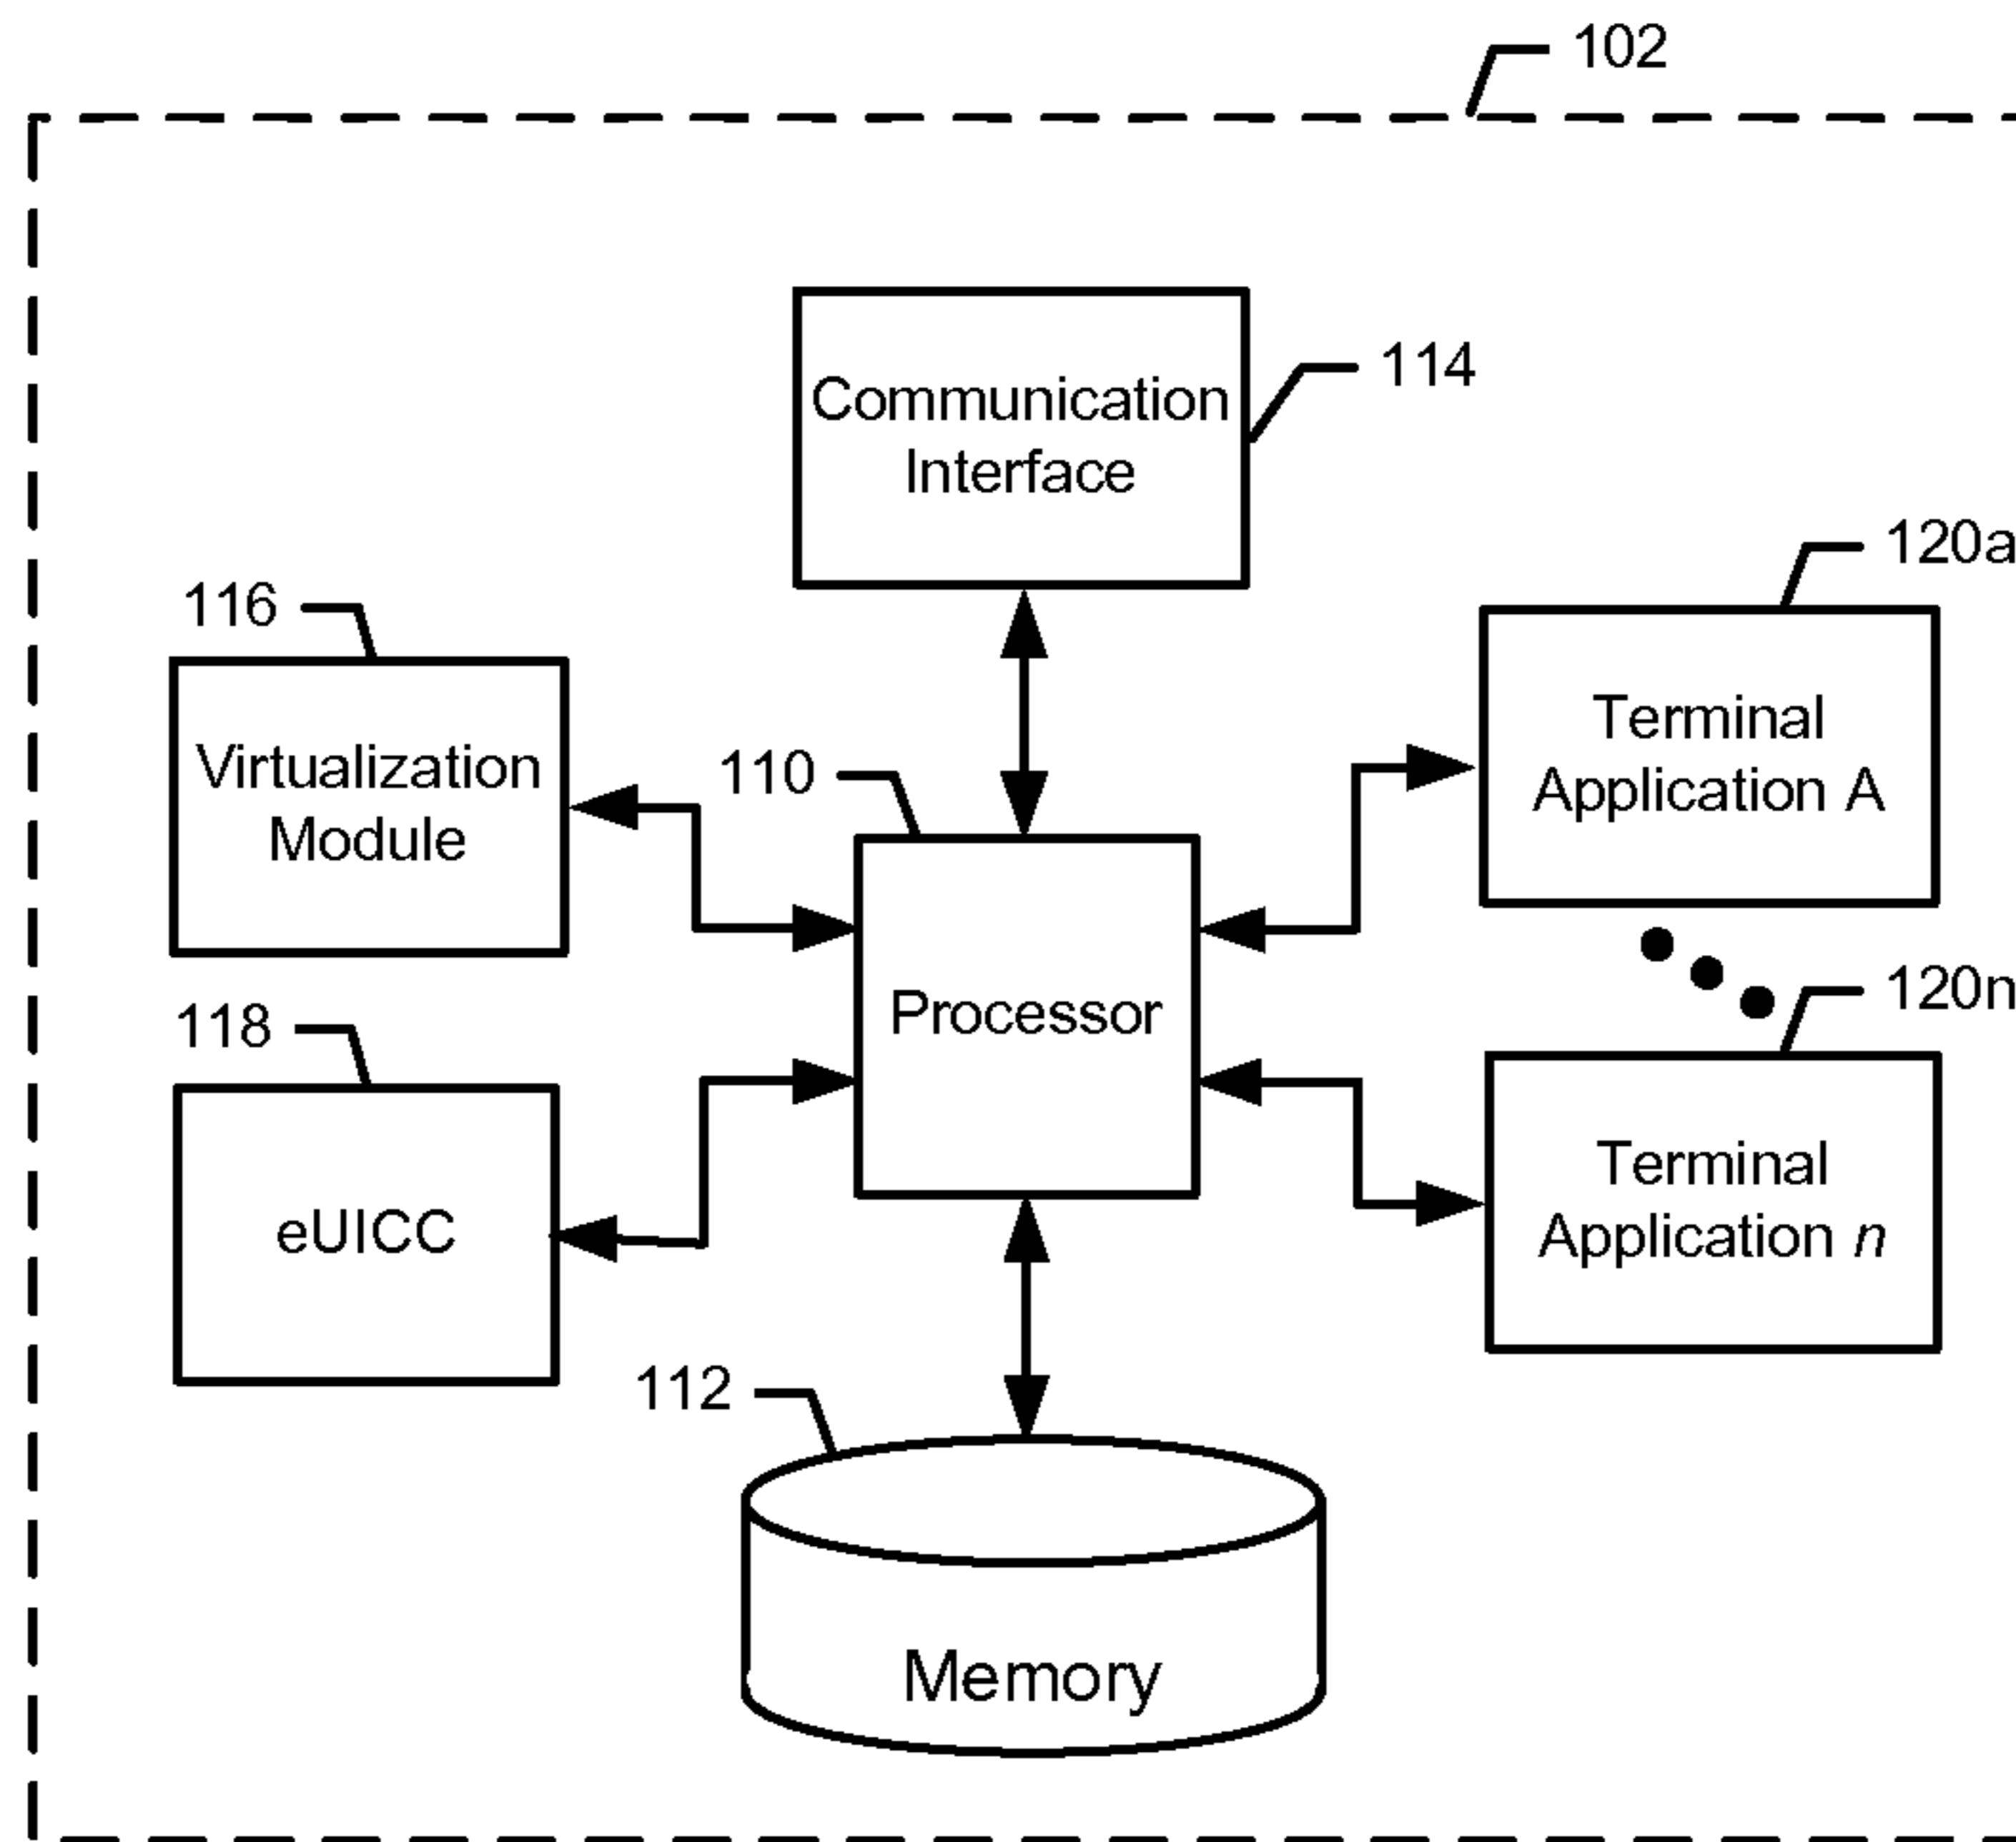 102
Communication
Interface
114
120a
116
Terminal
Application A
Virtualization
Module
110
Processor
120n
118
Terminal
Application n
eUICC
112
Memory